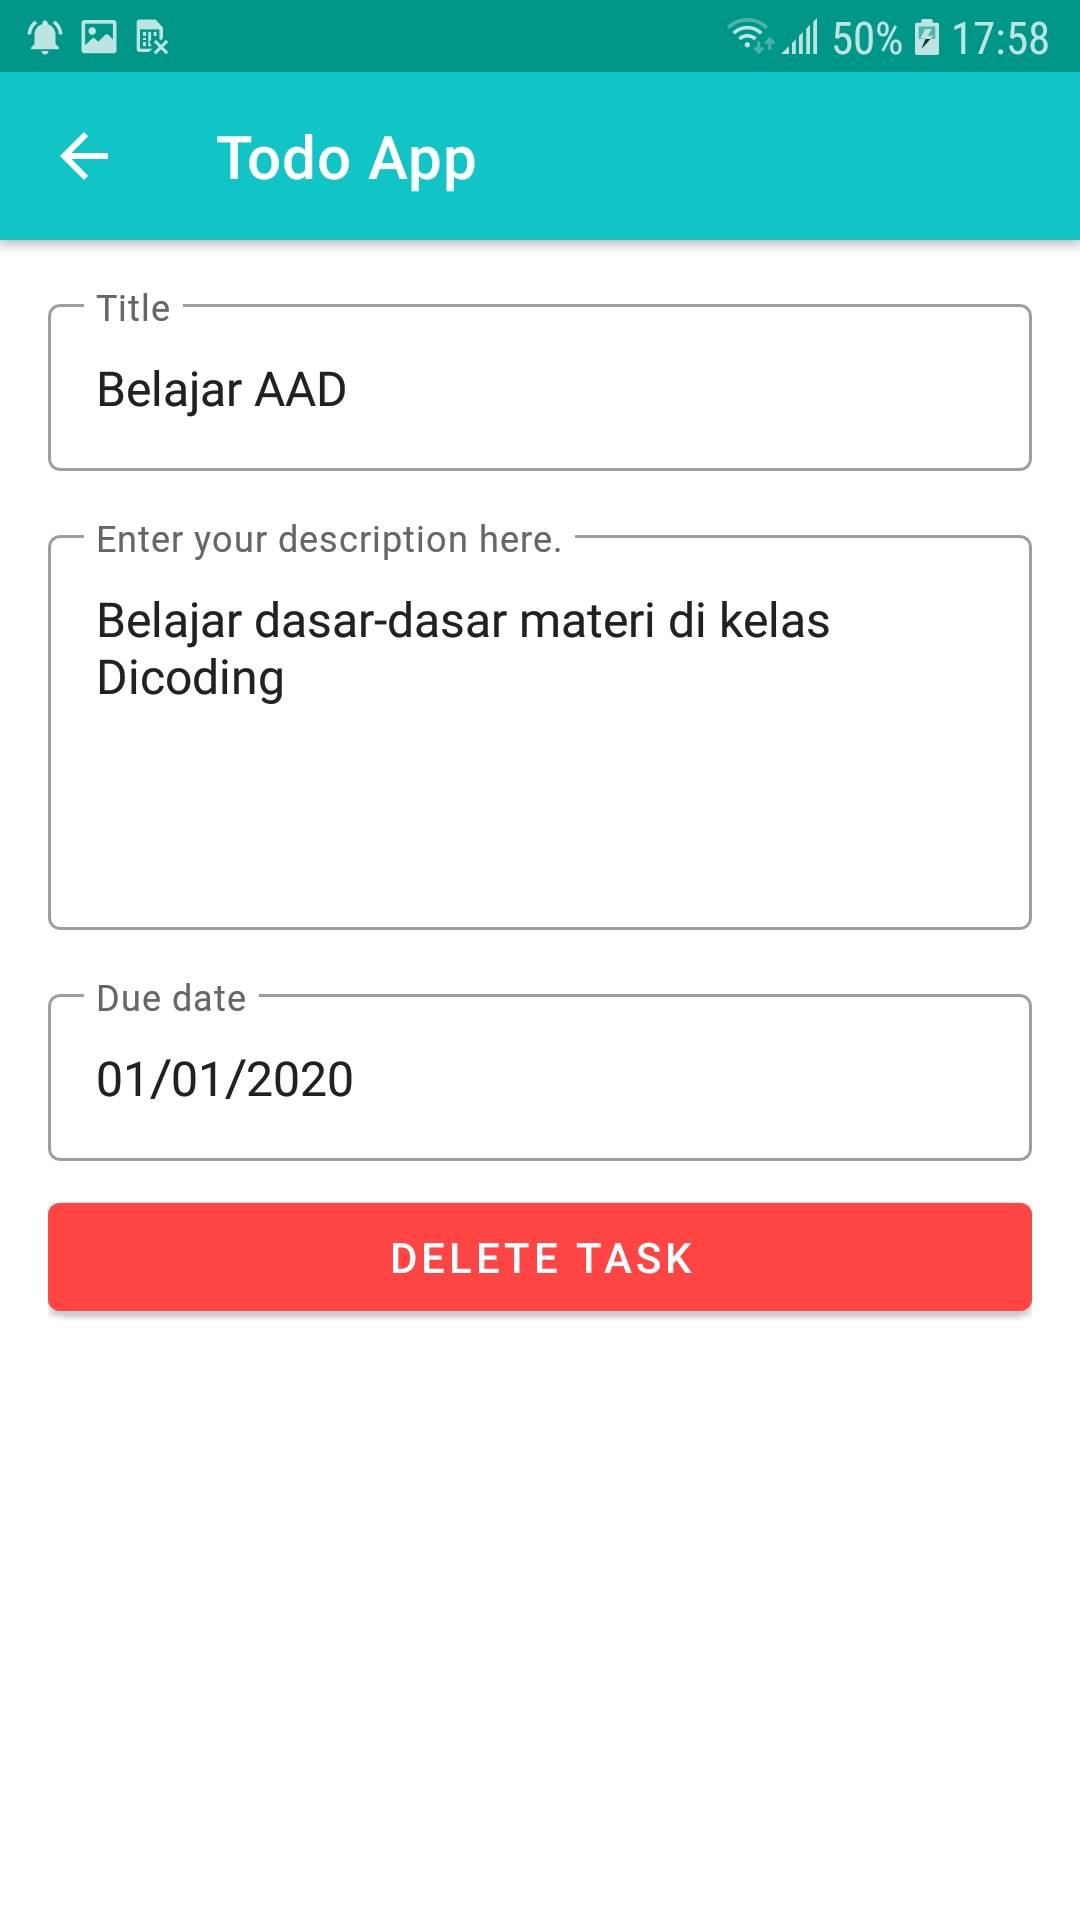 50% 17:58
Todo App
Title
Belajar AAD
Enter your description here.
Belajar dasar-dasar materi di kelas
Dicoding
Due date
01/01/2020
DELETE TASK